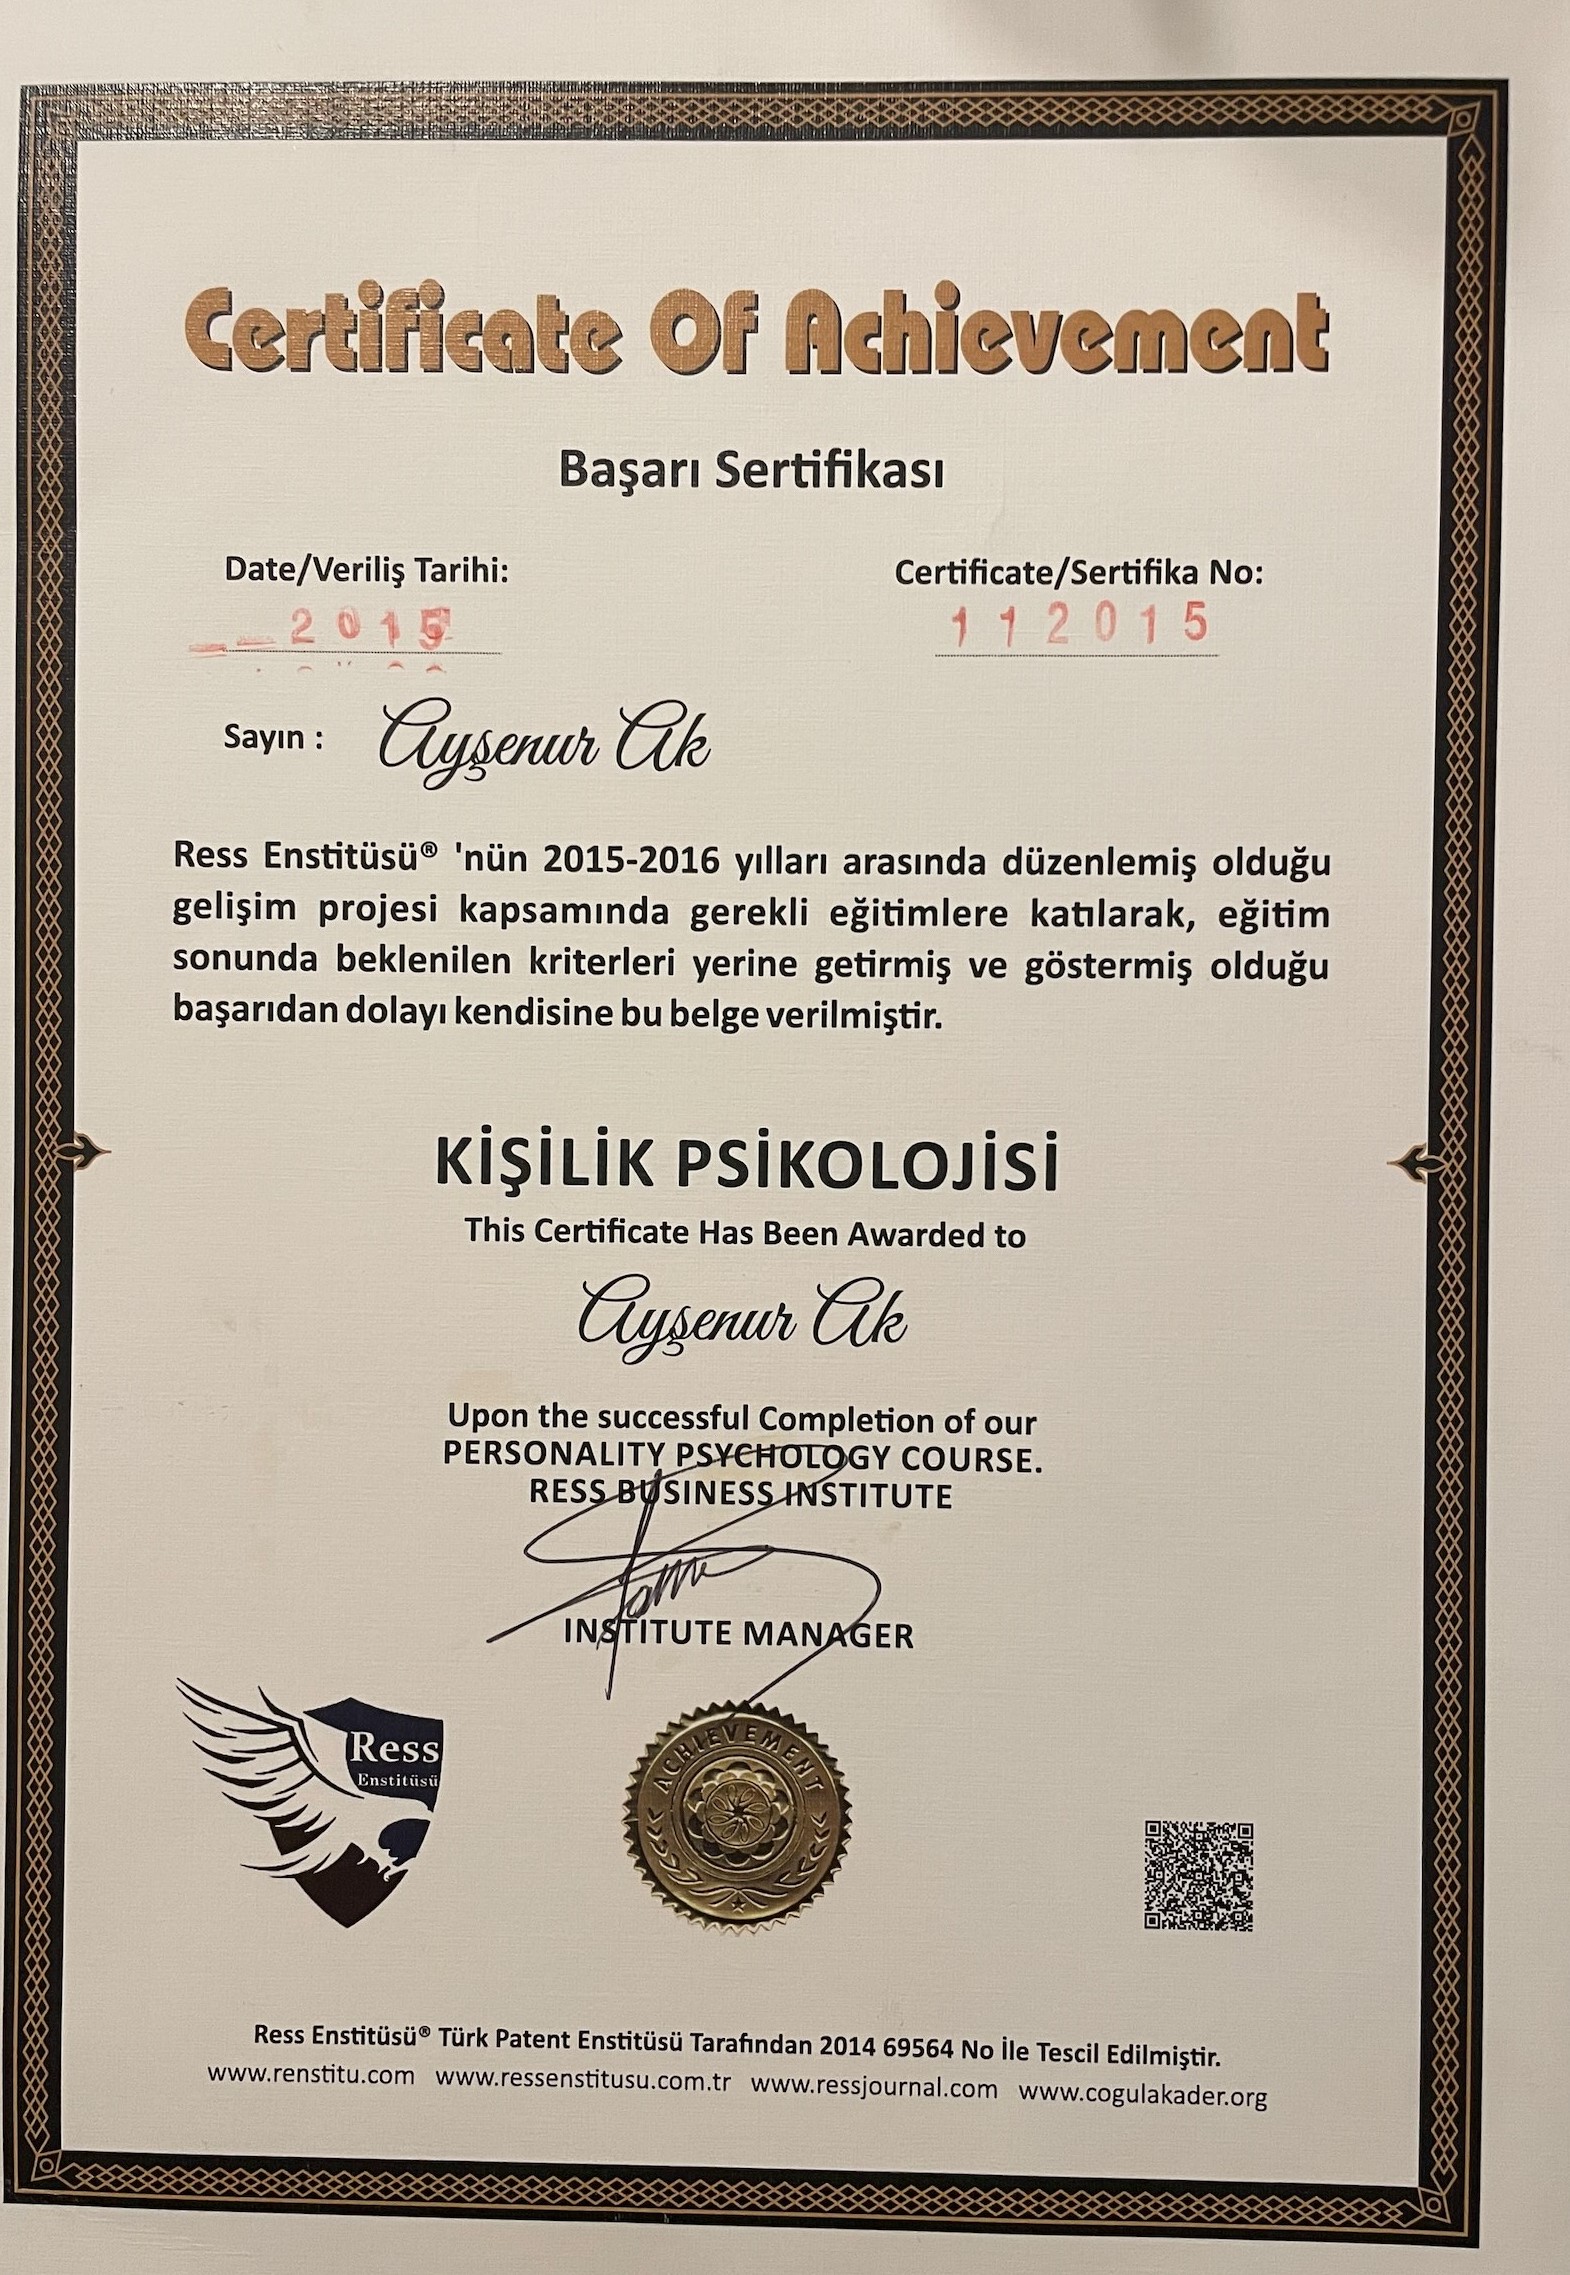 Certificate Of Achievement
Başarı Sertifikası
Date/Veriliş Tarihi:
Certificate/Sertifika No:
2015
112015
Sayın : Ayşenur Ak
Ress Enstitüsü® 'nün 2015-2016 yılları arasında düzenlemiş olduğu
gelişim projesi kapsamında gerekli eğitimlere katılarak, eğitim
sonunda beklenilen kriterleri yerine getirmiş ve göstermiş olduğu
başarıdan dolayı kendisine bu belge verilmiştir.
KİŞİLİK PSİKOLOJİSİ
This Certificate Has Been Awarded to
Ayşenur Ak
Upon the successful Completion of our
PERSONALITY PSYCHOLOGY COURSE.
RESS BUSINESS INSTITUTE
INSTITUTE MANAGER
Ress
Enstitüsü
ACHIEVEMENT
Ress Enstitüsü® Türk Patent Enstitüsü Tarafından 2014 69564 No İle Tescil Edilmiştir.
www.renstitu.com www.ressenstitusu.com.tr www.ressjournal.com www.cogulakader.org